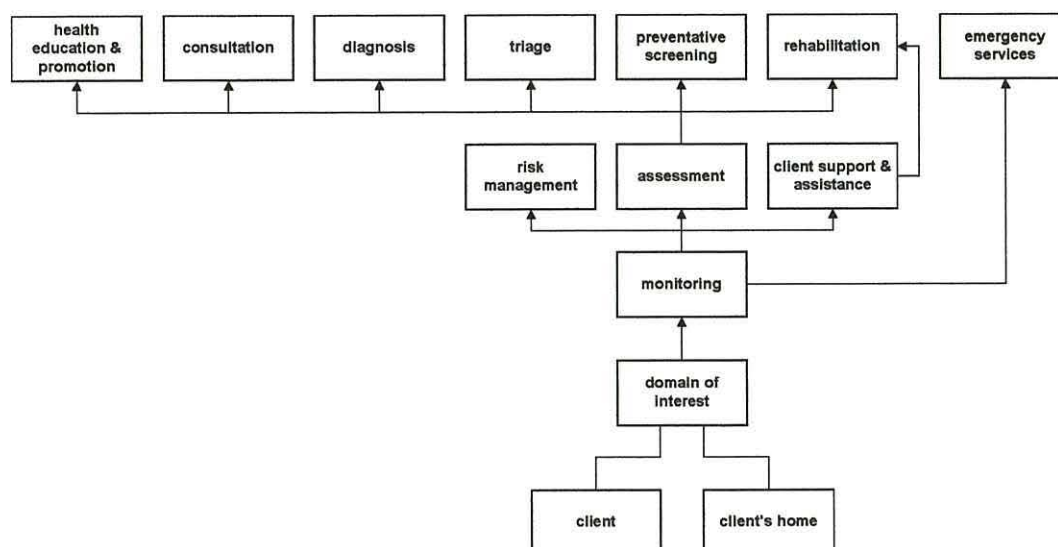 health
education &
promotion
consultation
diagnosis
triage
preventative
screening
rehabilitation
emergency
services
risk
management
assessment
client support &
assistance
monitoring
domain of
interest
client
client's home